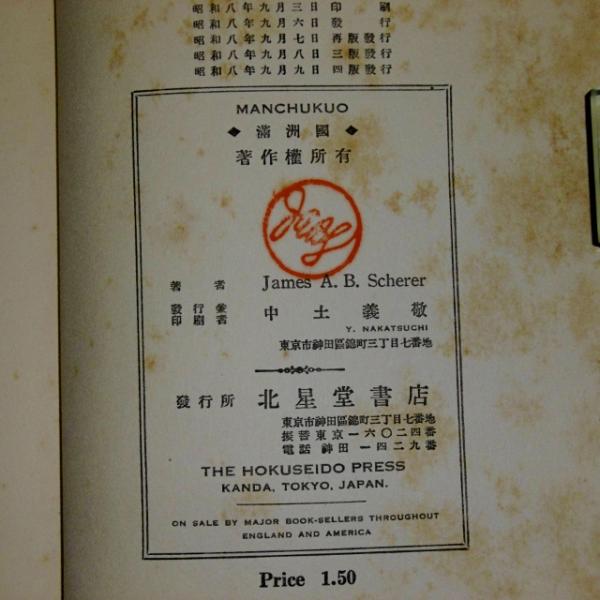 昭和八年九月三日 印刷
昭和八年九月六日 發行
昭和八年九月七日 再版發行
昭和八年九月八日 三版發行
昭和八年九月九日 四版發行
MANCHUKUO
◆ 滿洲國 ◆
著作權所有
著者 James A. B. Scherer
發行兼印刷者 中土義敬
Y. NAKATSUCHI
東京市神田區錦町三丁目七番地
發行所 北星堂書店
東京市神田區錦町三丁目七番地
振替東京一六〇二四番
電話神田一四二九番
THE HOKUSEIDO PRESS
KANDA, TOKYO, JAPAN.
ON SALE BY MAJOR BOOK-SELLERS THROUGHOUT
ENGLAND AND AMERICA
Price 1.50